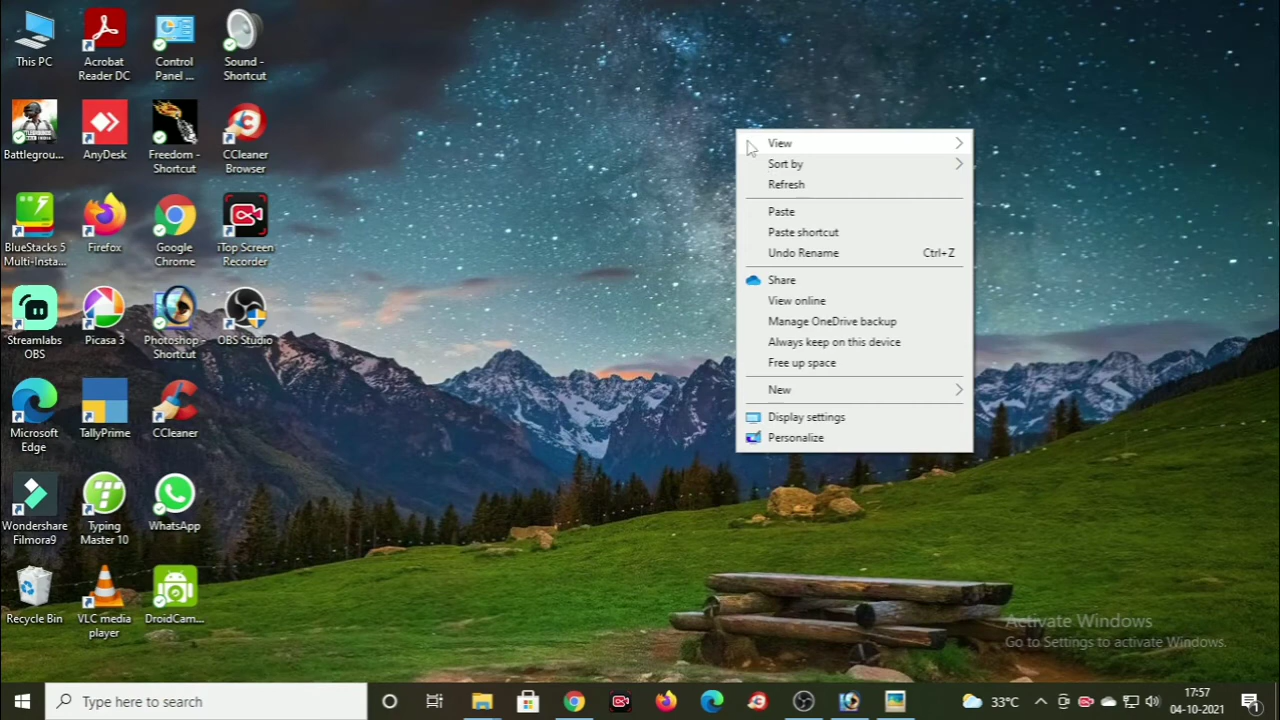 This PC
Acrobat
Reader DC
Control
Panel ...
Sound -
Shortcut
Battlegrou...
AnyDesk
Freedom -
Shortcut
CCleaner
Browser
BlueStacks 5
Multi-Insta...
Firefox
Google
Chrome
iTop Screen
Recorder
Streamlabs
OBS
Picasa 3
Photoshop -
Shortcut
OBS Studio
Microsoft
Edge
TallyPrime
CCleaner
Wondershare
Filmora9
Typing
Master 10
WhatsApp
Recycle Bin
VLC media
player
DroidCam...
View
Sort by
Refresh
Paste
Paste shortcut
Undo Rename Ctrl+Z
Share
View online
Manage OneDrive backup
Always keep on this device
Free up space
New
Display settings
Personalize
Activate Windows
Go to Settings to activate Windows.
Type here to search
33°C
17:57
04-10-2021
1